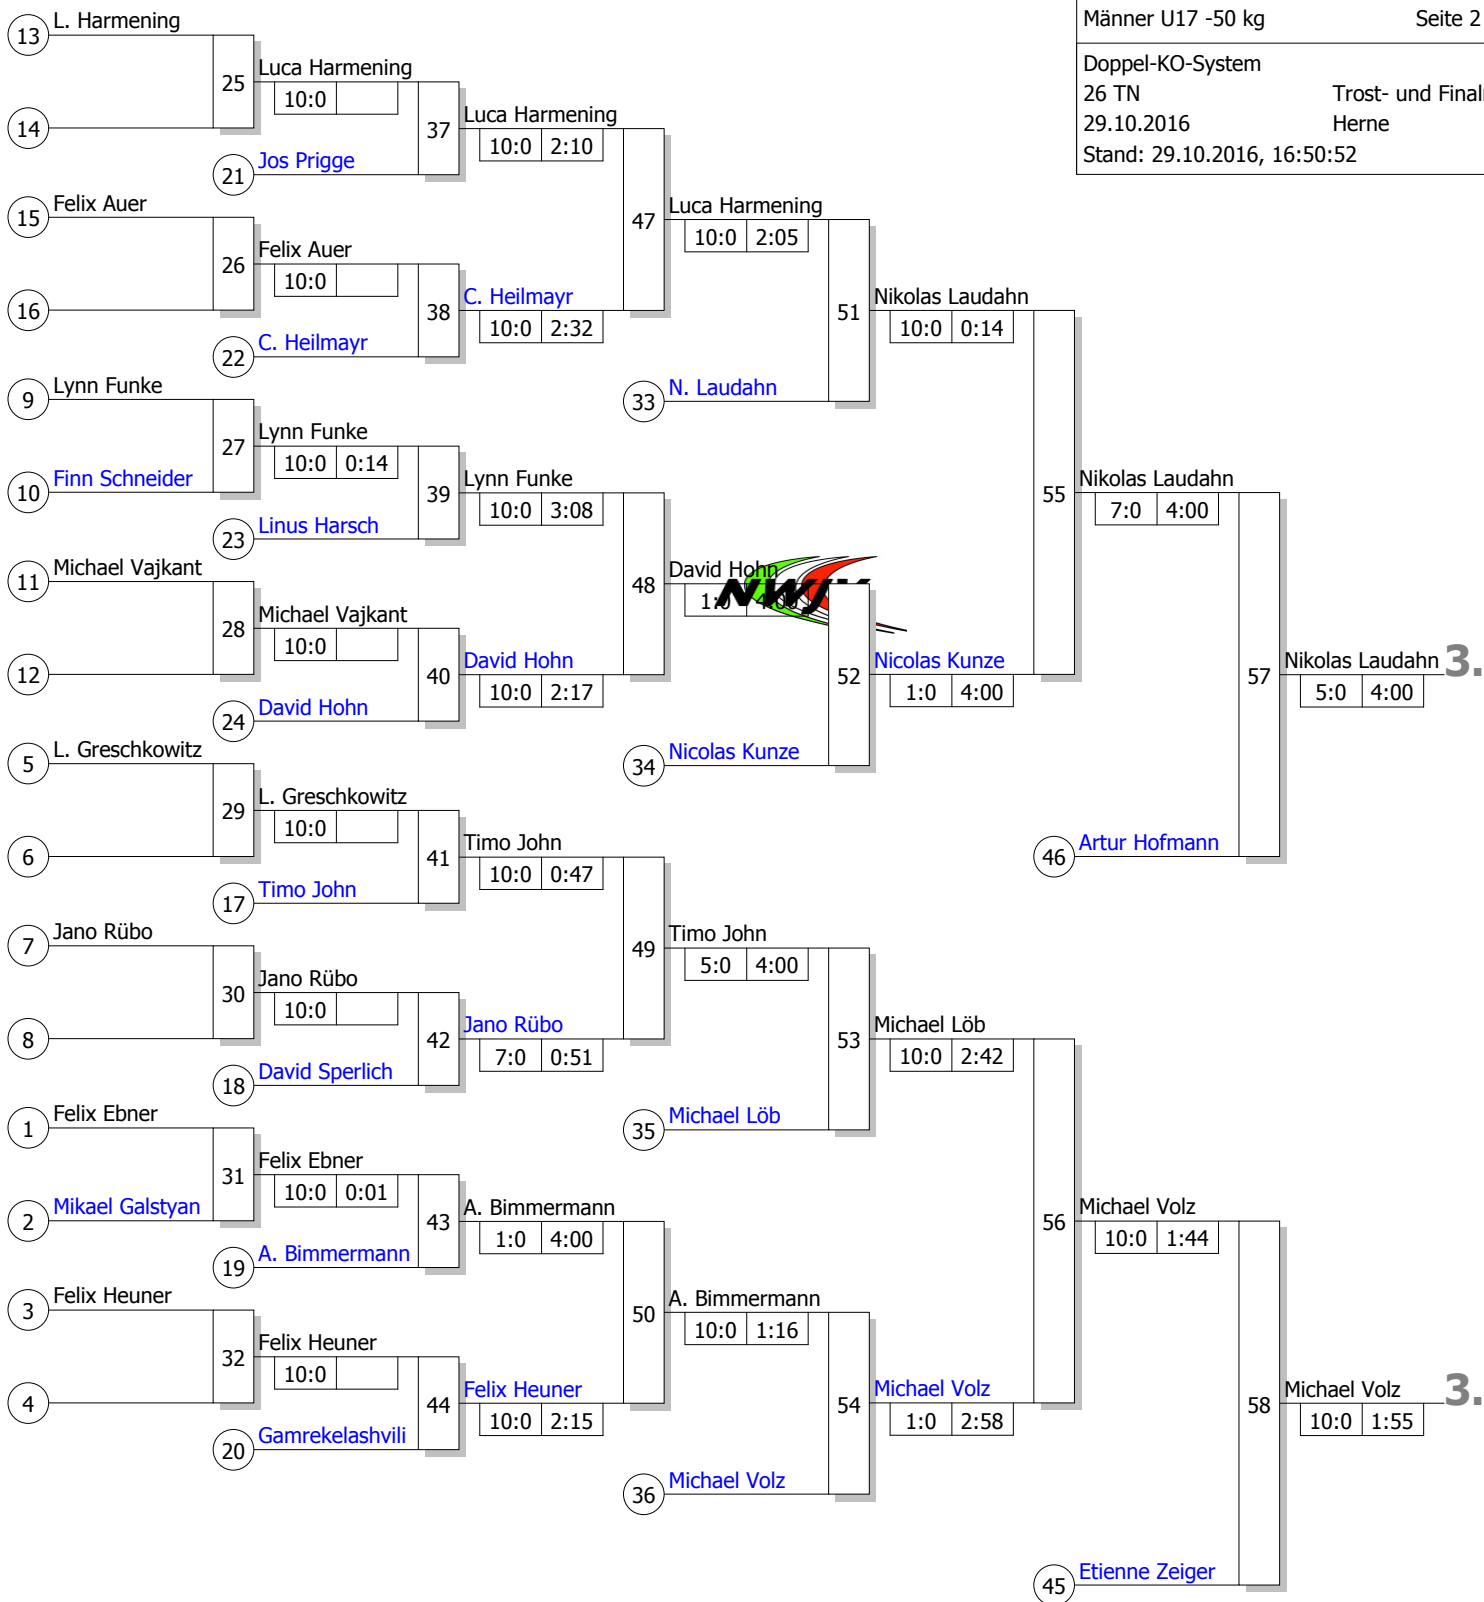 Männer U17 -50 kg Seite 2
Doppel-KO-System
26 TN Trost- und Final
29.10.2016 Herne
Stand: 29.10.2016, 16:50:52
13 L. Harmening
25 Luca Harmening
10:0
14
37 Luca Harmening
10:0 2:10
21 Jos Prigge
15 Felix Auer
47 Luca Harmening
10:0 2:05
26 Felix Auer
10:0
16
38 C. Heilmayr
10:0 2:32
51 Nikolas Laudahn
10:0 0:14
22 C. Heilmayr
9 Lynn Funke
33 N. Laudahn
27 Lynn Funke
10:0 0:14
10 Finn Schneider
39 Lynn Funke
10:0 3:08
55 Nikolas Laudahn
7:0 4:00
23 Linus Harsch
11 Michael Vajkant
48 David Hohn
1:0 4:00
NWJV
28 Michael Vajkant
10:0
12
40 David Hohn
10:0 2:17
52 Nicolas Kunze
1:0 4:00
57 Nikolas Laudahn 3.
5:0 4:00
24 David Hohn
5 L. Greschkowitz
34 Nicolas Kunze
29 L. Greschkowitz
10:0
6
41 Timo John
10:0 0:47
46 Artur Hofmann
17 Timo John
7 Jano Rübo
49 Timo John
5:0 4:00
30 Jano Rübo
10:0
8
42 Jano Rübo
7:0 0:51
53 Michael Löb
10:0 2:42
18 David Sperlich
1 Felix Ebner
35 Michael Löb
31 Felix Ebner
10:0 0:01
2 Mikael Galstyan
43 A. Bimmermann
1:0 4:00
56 Michael Volz
10:0 1:44
19 A. Bimmermann
3 Felix Heuner
50 A. Bimmermann
10:0 1:16
32 Felix Heuner
10:0
4
44 Felix Heuner
10:0 2:15
54 Michael Volz
1:0 2:58
58 Michael Volz 3.
10:0 1:55
20 Gamrekelashvili
36 Michael Volz
45 Etienne Zeiger